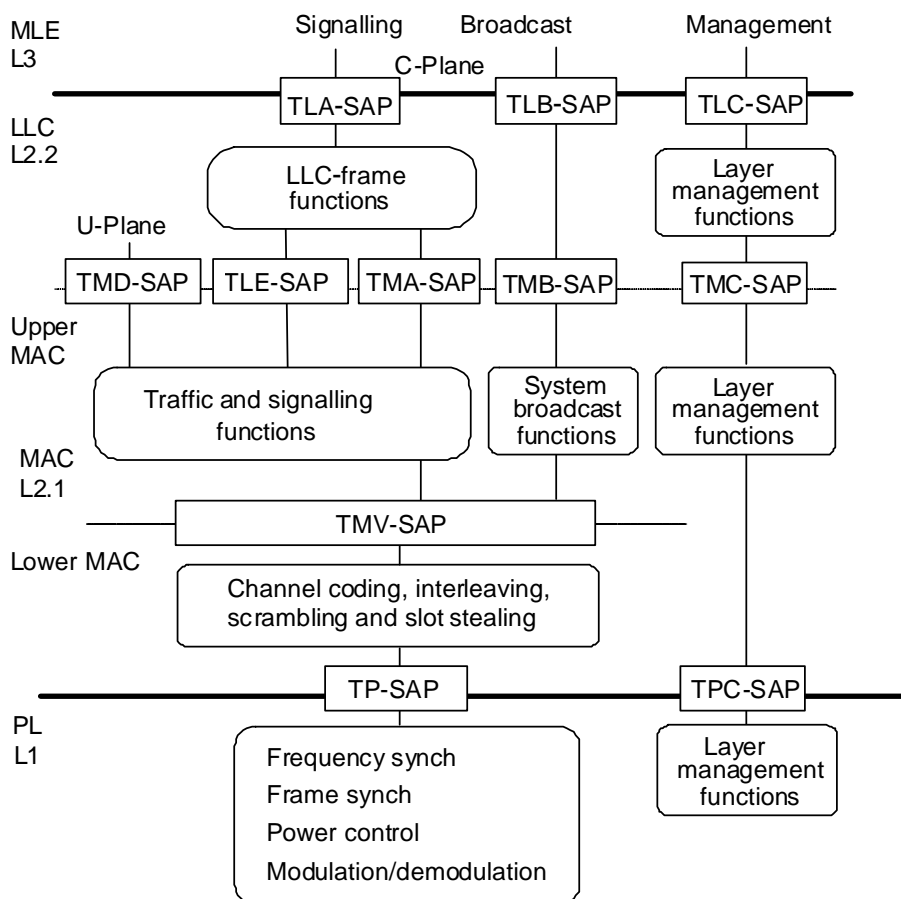 MLE
L3
Signalling
Broadcast
Management
C-Plane
TLA-SAP
TLB-SAP
TLC-SAP
LLC
L2.2
LLC-frame
functions
Layer
management
functions
U-Plane
TMD-SAP
TLE-SAP
TMA-SAP
TMB-SAP
TMC-SAP
Upper
MAC
Traffic and signalling
functions
System
broadcast
functions
Layer
management
functions
MAC
L2.1
TMV-SAP
Lower MAC
Channel coding, interleaving,
scrambling and slot stealing
TP-SAP
TPC-SAP
PL
L1
Frequency synch
Frame synch
Power control
Modulation/demodulation
Layer
management
functions